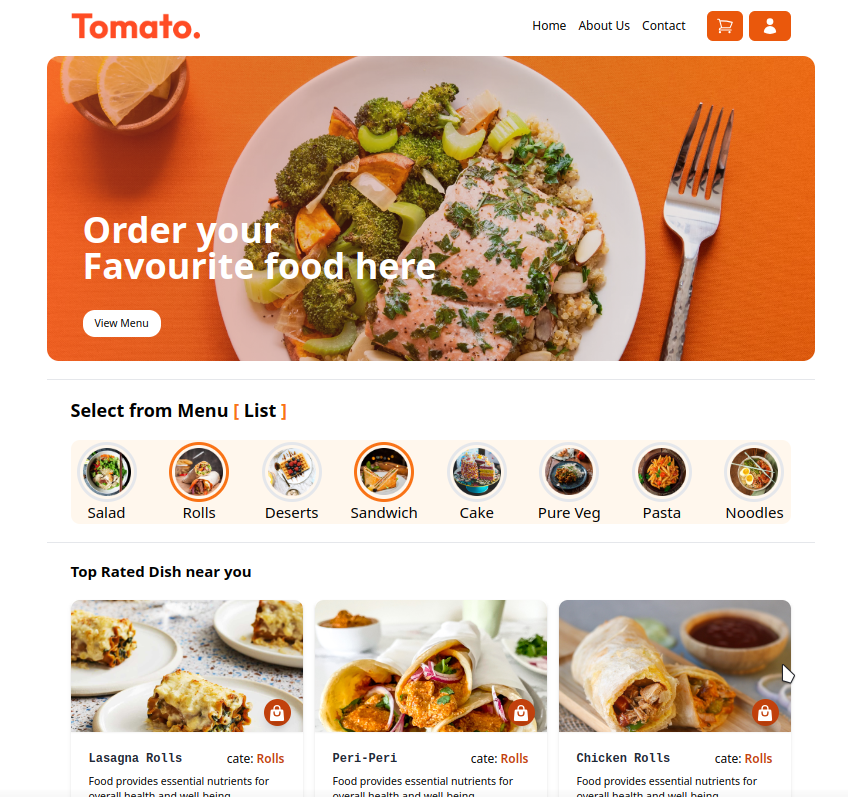 Tomato.
Home About Us Contact
Order your
Favourite food here
View Menu
Select from Menu [ List ]
Salad Rolls Deserts Sandwich Cake Pure Veg Pasta Noodles
Top Rated Dish near you
Lasagna Rolls cate: Rolls
Food provides essential nutrients for
overall health and well-being
Peri-Peri cate: Rolls
Food provides essential nutrients for
overall health and well-being
Chicken Rolls cate: Rolls
Food provides essential nutrients for
overall health and well-being